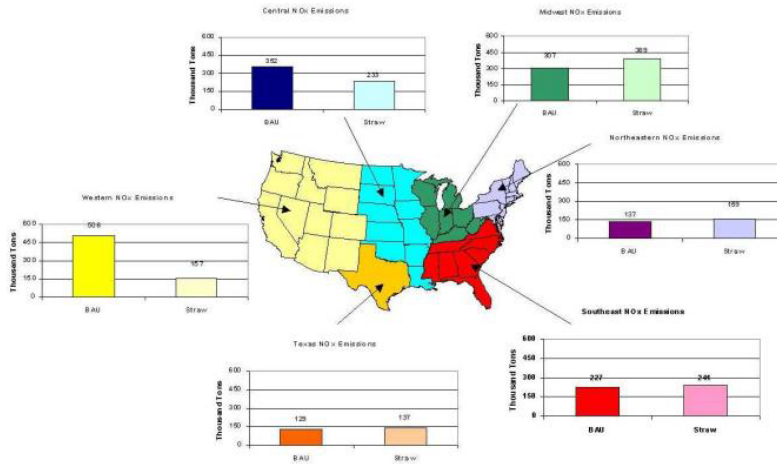 Central NOx Emissions
Thousand Tons
600
450
300
150
0
352
233
BAU
Straw
Midwest NOx Emissions
Thousand Tons
600
450
300
150
0
307
389
BAU
Straw
Northeastern NOx Emissions
Thousand Tons
600
450
300
150
0
137
159
BAU
Straw
Western NOx Emissions
Thousand Tons
600
450
300
150
0
508
157
BAU
Straw
Texas NOx Emissions
Thousand Tons
600
450
300
150
0
129
137
BAU
Straw
Southeast NOx Emissions
Thousand Tons
600
450
300
150
0
227
BAU
Straw